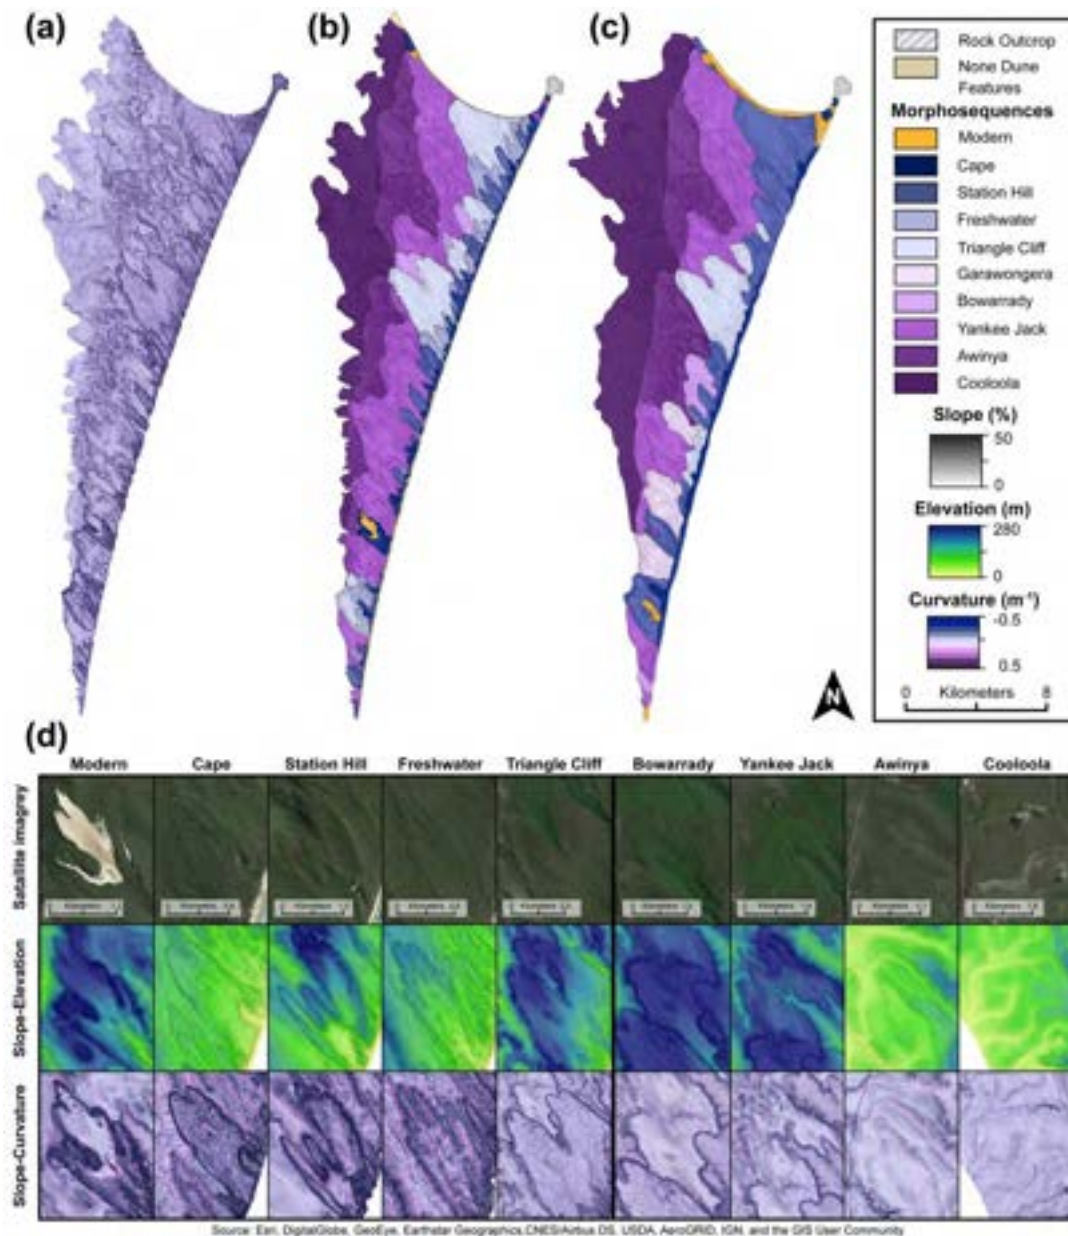 (a)
(b)
(c)
Rock Outcrop
None Dune
Features
Morphosequences
Modern
Cape
Station Hill
Freshwater
Triangle Cliff
Garawongera
Bowarrady
Yankee Jack
Awinya
Cooloola
Slope (%)
50
0
Elevation (m)
280
0
Curvature (m⁻¹)
-0.5
0.5
0 Kilometers 8
N
(d)
Modern Cape Station Hill Freshwater Triangle Cliff Bowarrady Yankee Jack Awinya Cooloola
Satallite imagrey
Slope-Elevation
Slope-Curvature
Source: Esri, DigitalGlobe, GeoEye, Earthstar Geographics, CNES/Airbus DS, USDA, AeroGRID, IGN, and the GIS User Community